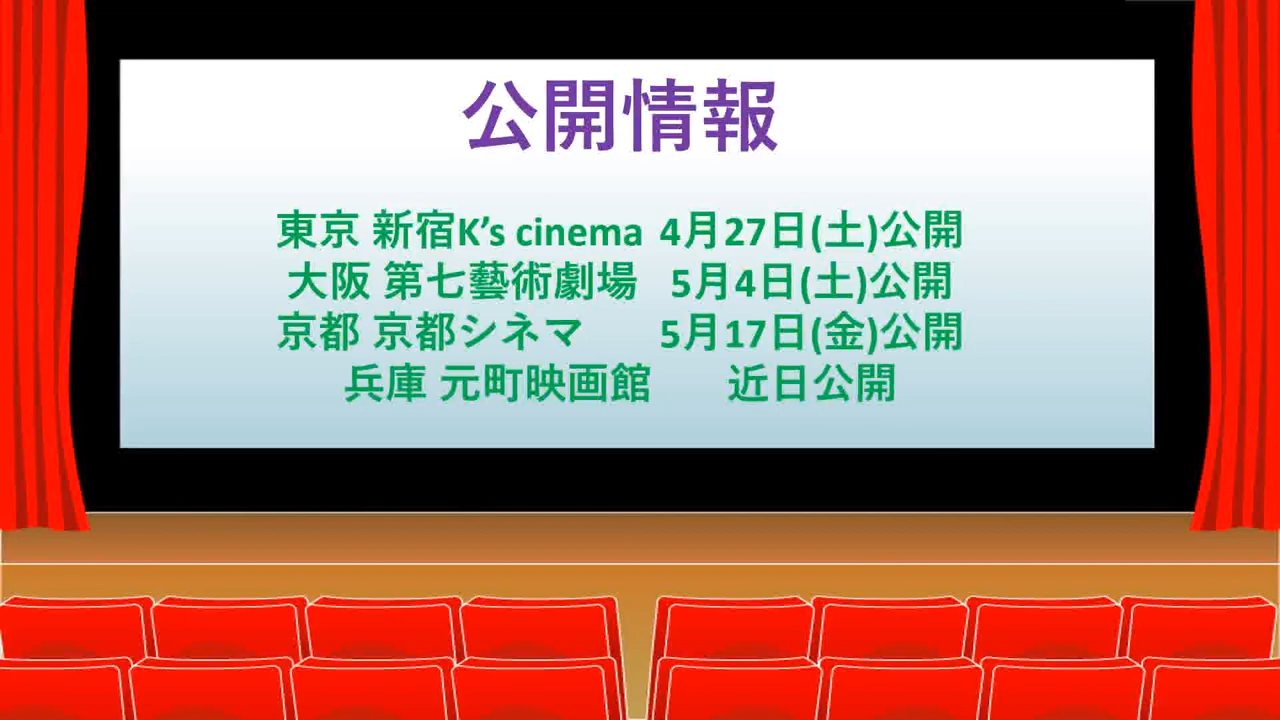 公開情報
東京 新宿K’s cinema 4月27日(土)公開
大阪 第七藝術劇場 5月4日(土)公開
京都 京都シネマ 5月17日(金)公開
兵庫 元町映画館 近日公開